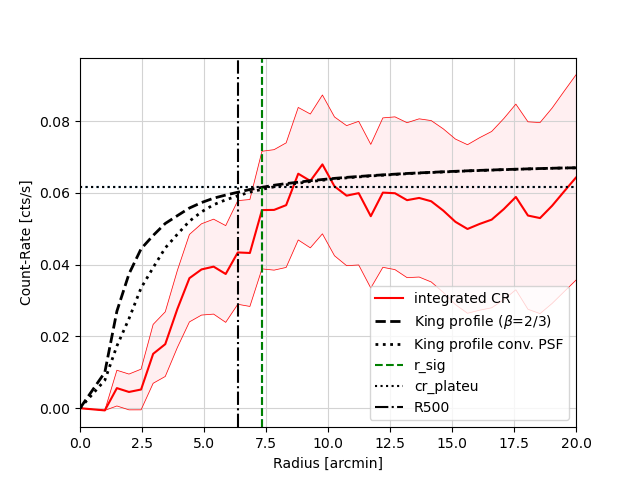 0.08
0.06
0.04
0.02
0.00
Count-Rate [cts/s]
integrated CR
King profile (β=2/3)
King profile conv. PSF
r_sig
cr_plateu
R500
0.0 2.5 5.0 7.5 10.0 12.5 15.0 17.5 20.0
Radius [arcmin]